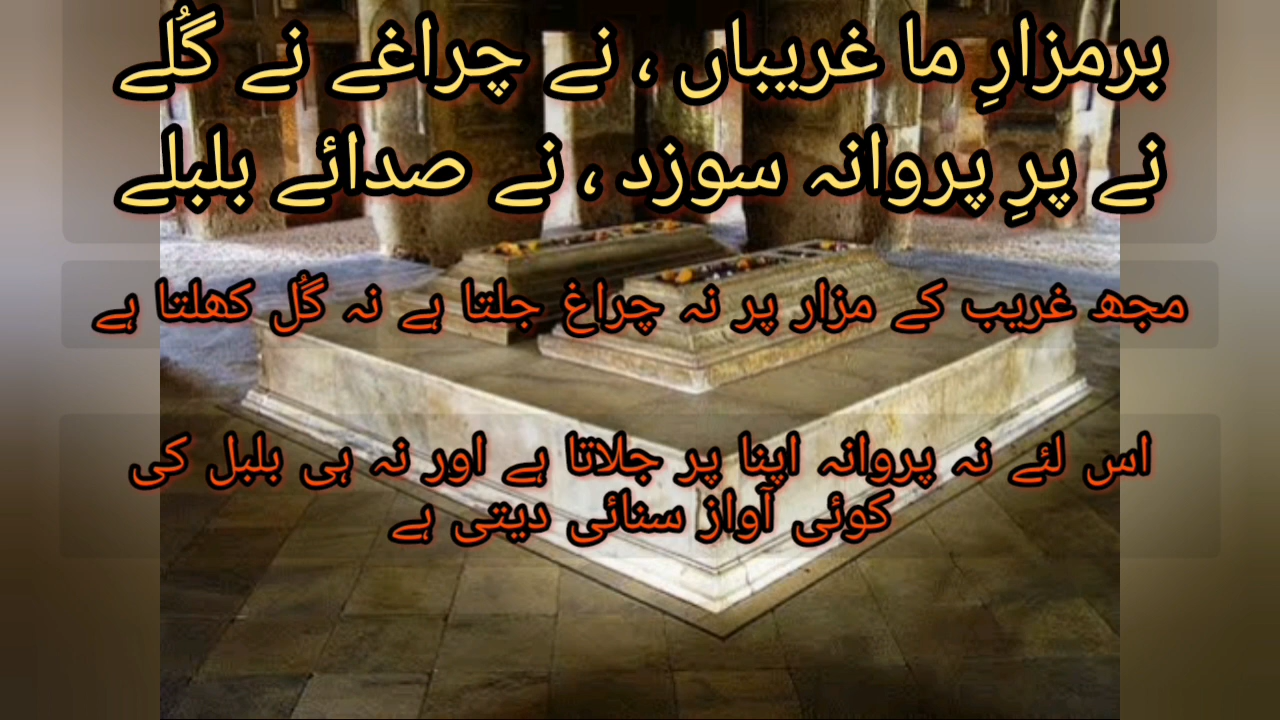 برمزارِ ما غریباں ، نے چراغے نے گُلے
نے پرِ پروانہ سوزد ، نے صدائے بلبلے
مجھ غریب کے مزار پر نہ چراغ جلتا ہے نہ گُل کھلتا ہے
اس لئے نہ پروانہ اپنا پر جلاتا ہے اور نہ ہی بلبل کی
کوئی آواز سنائی دیتی ہے